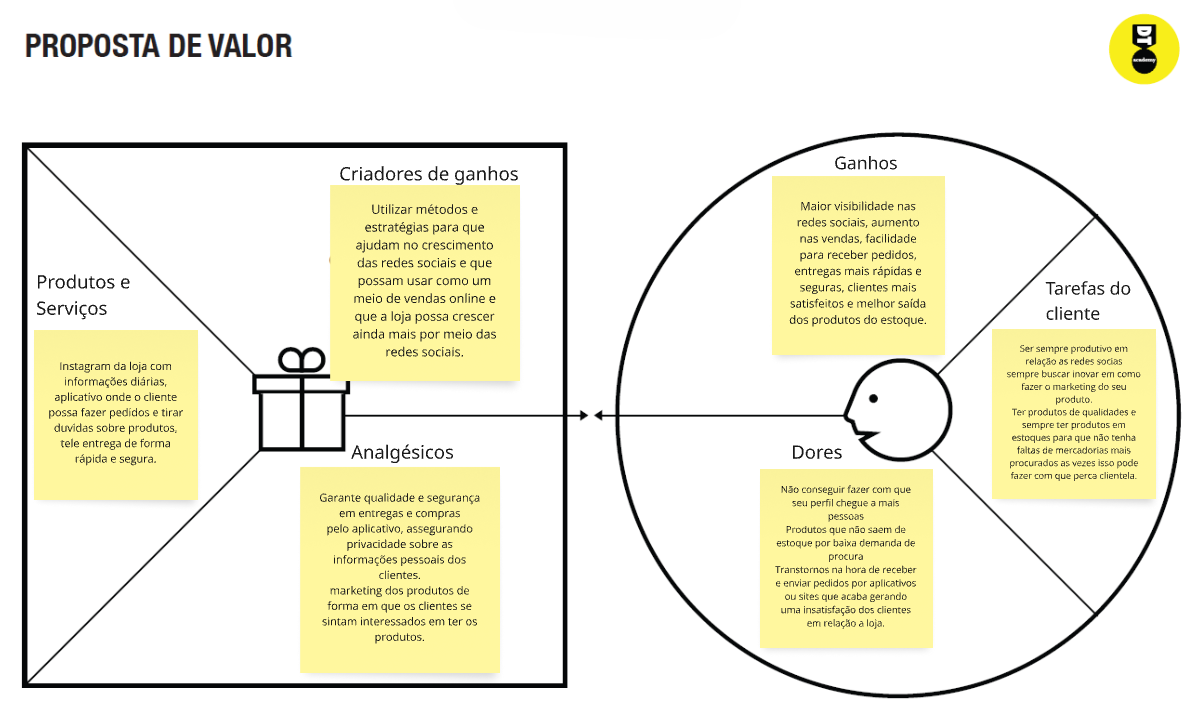 PROPOSTA DE VALOR
DT
academy
Criadores de ganhos
Utilizar métodos e
estratégias para que
ajudam no crescimento
das redes sociais e que
possam usar como um
meio de vendas online e
que a loja possa crescer
ainda mais por meio das
redes sociais.
Produtos e
Serviços
Instagram da loja com
informações diárias,
aplicativo onde o cliente
possa fazer pedidos e tirar
duvidas sobre produtos,
tele entrega de forma
rápida e segura.
Analgésicos
Garante qualidade e segurança
em entregas e compras
pelo aplicativo, assegurando
privacidade sobre as
informações pessoais dos
clientes.
marketing dos produtos de
forma em que os clientes se
sintam interessados em ter os
produtos.
Ganhos
Maior visibilidade nas
redes sociais, aumento
nas vendas, facilidade
para receber pedidos,
entregas mais rápidas e
seguras, clientes mais
satisfeitos e melhor saída
dos produtos do estoque.
Tarefas do
cliente
Ser sempre produtivo em
relação as redes socias
sempre buscar inovar em como
fazer o marketing do seu
produto.
Ter produtos de qualidades e
sempre ter produtos em
estoques para que não tenha
faltas de mercadorias mais
procurados as vezes isso pode
fazer com que perca clientela.
Dores
Não conseguir fazer com que
seu perfil chegue a mais
pessoas
Produtos que não saem de
estoque por baixa demanda de
procura
Transtornos na hora de receber
e enviar pedidos por aplicativos
ou sites que acaba gerando
uma insatisfação dos clientes
em relação a loja.